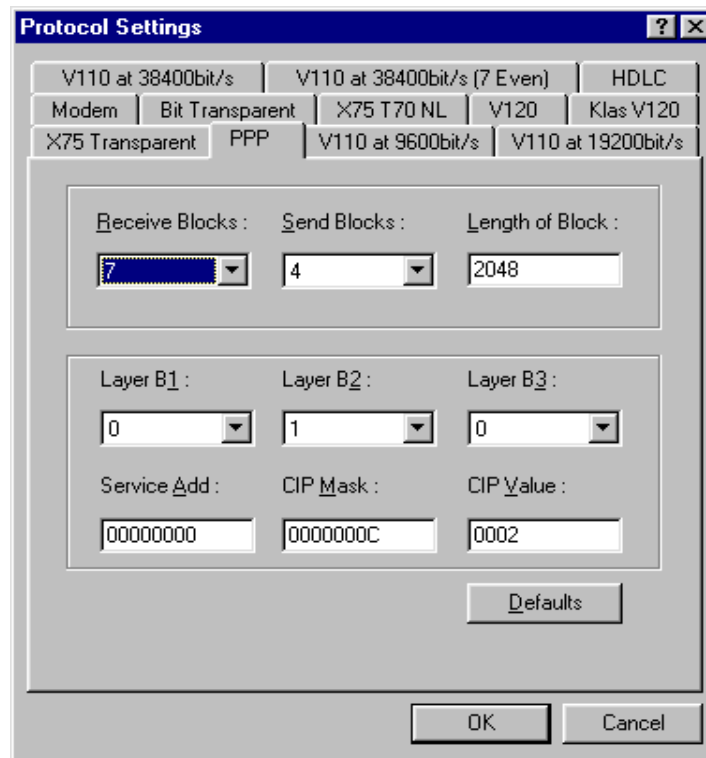 Protocol Settings
V110 at 38400bit/s V110 at 38400bit/s (7 Even) HDLC
Modem Bit Transparent X75 T70 NL V120 Klas V120
X75 Transparent PPP V110 at 9600bit/s V110 at 19200bit/s
Receive Blocks : Send Blocks : Length of Block :
7 4 2048
Layer B1 : Layer B2 : Layer B3 :
0 1 0
Service Add : CIP Mask : CIP Value :
00000000 0000000C 0002
Defaults
OK Cancel